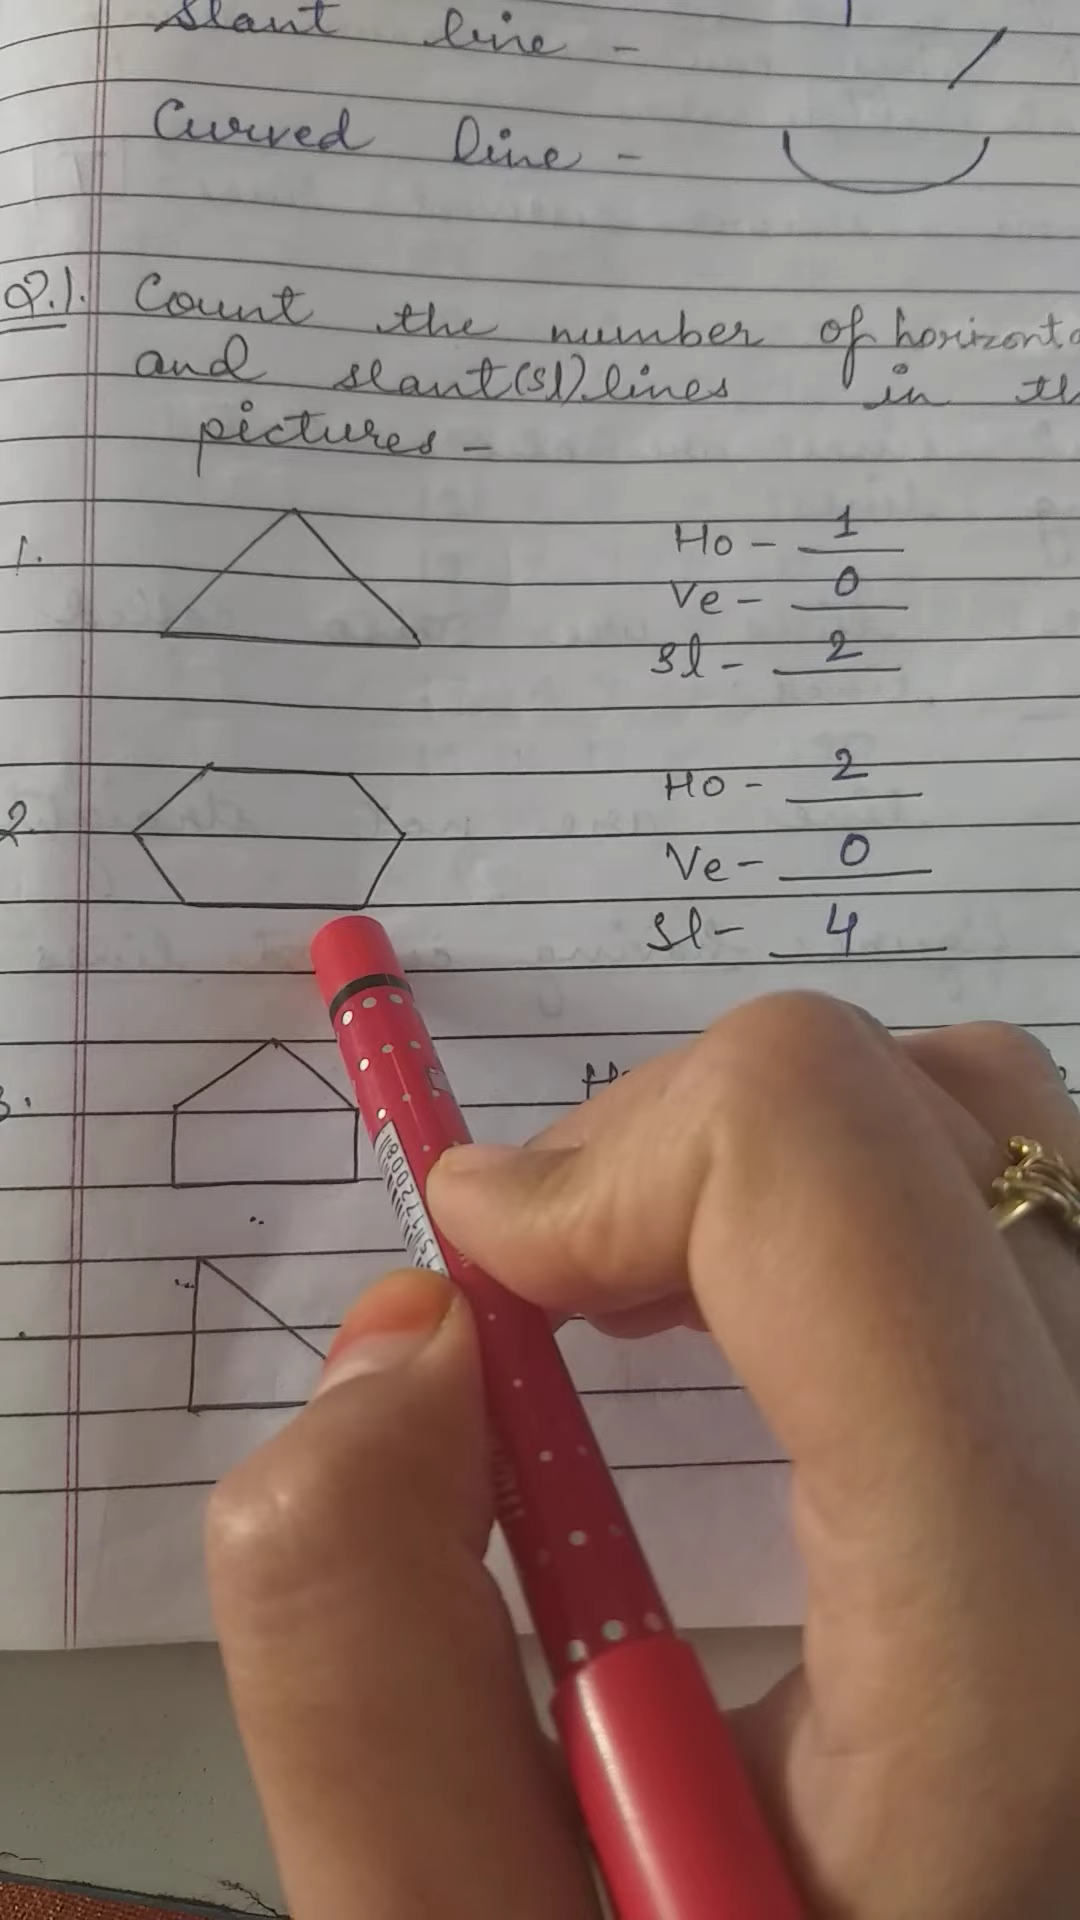 Slant line -
Curved line -
Q.1. Count the number of horizont
and slant(sl) lines in th
pictures -
1.
Ho - 1
Ve - 0
Sl - 2
2.
Ho - 2
Ve - 0
Sl - 4
3.